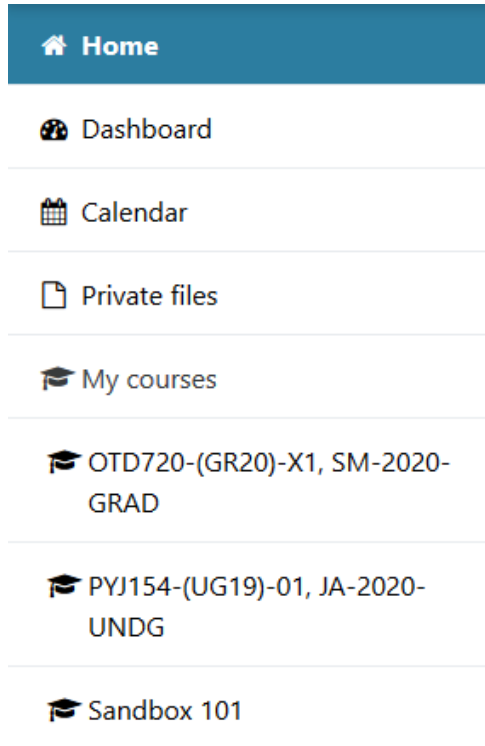 Home
Dashboard
Calendar
Private files
My courses
OTD720-(GR20)-X1, SM-2020-
GRAD
PYJ154-(UG19)-01, JA-2020-
UNDG
Sandbox 101